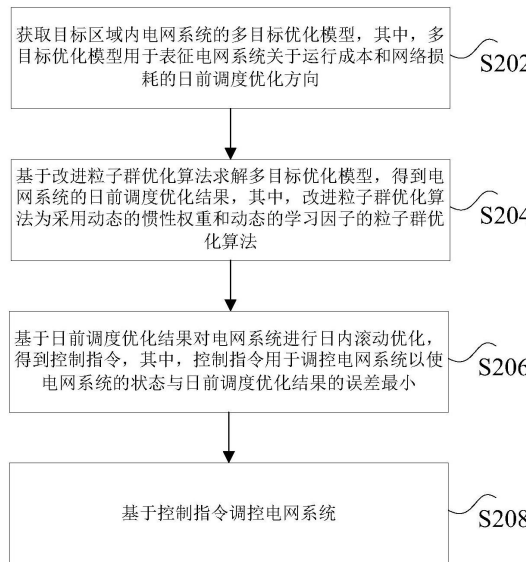 获取目标区域内电网系统的多目标优化模型，其中，多
目标优化模型用于表征电网系统关于运行成本和网络损
耗的日前调度优化方向
S202
基于改进粒子群优化算法求解多目标优化模型，得到电
网系统的日前调度优化结果，其中，改进粒子群优化算
法为采用动态的惯性权重和动态的学习因子的粒子群优
化算法
S204
基于日前调度优化结果对电网系统进行日内滚动优化，
得到控制指令，其中，控制指令用于调控电网系统以使
电网系统的状态与日前调度优化结果的误差最小
S206
基于控制指令调控电网系统
S208